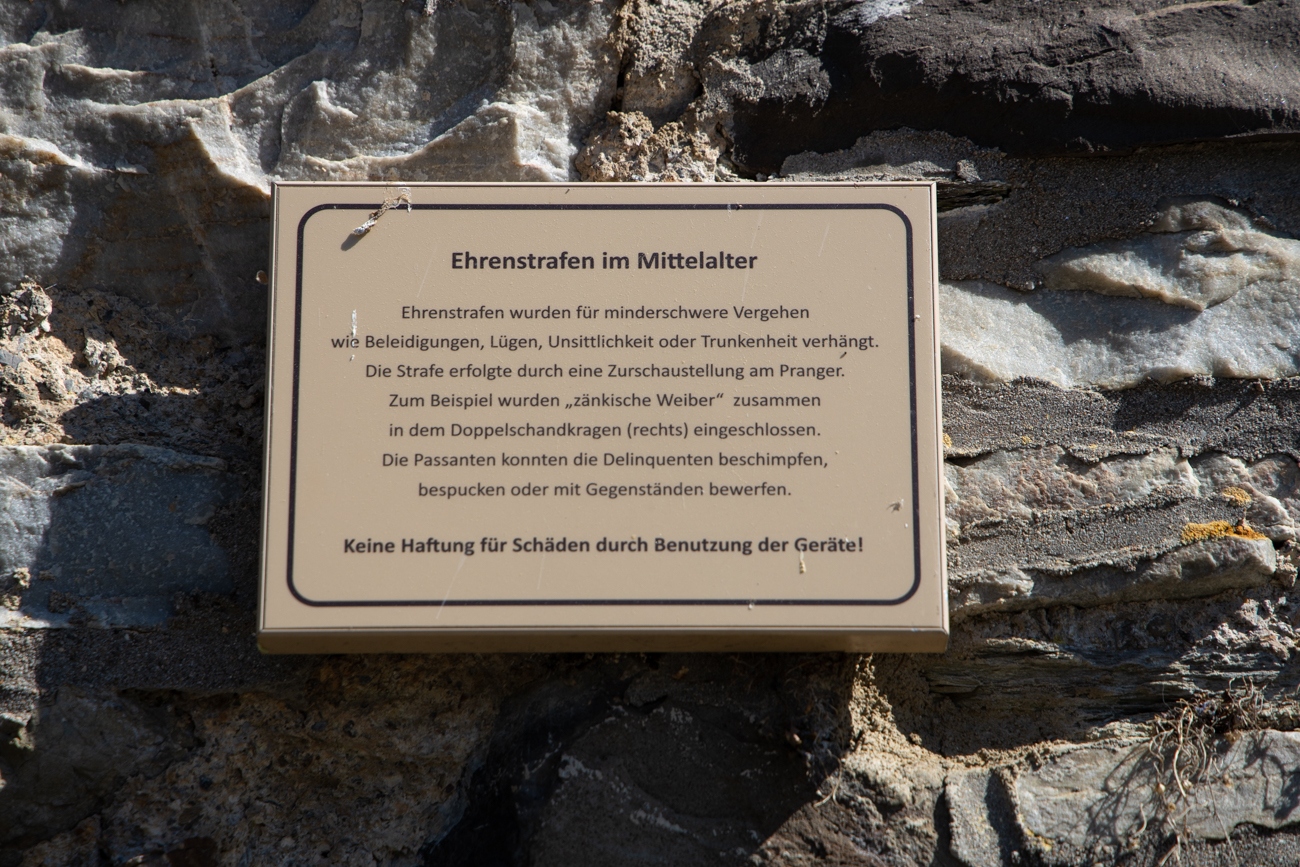 Ehrenstrafen im Mittelalter
Ehrenstrafen wurden für minderschwere Vergehen
wie Beleidigungen, Lügen, Unsittlichkeit oder Trunkenheit verhängt.
Die Strafe erfolgte durch eine Zurschaustellung am Pranger.
Zum Beispiel wurden „zänkische Weiber“ zusammen
in dem Doppelschandkragen (rechts) eingeschlossen.
Die Passanten konnten die Delinquenten beschimpfen,
bespucken oder mit Gegenständen bewerfen.
Keine Haftung für Schäden durch Benutzung der Geräte!